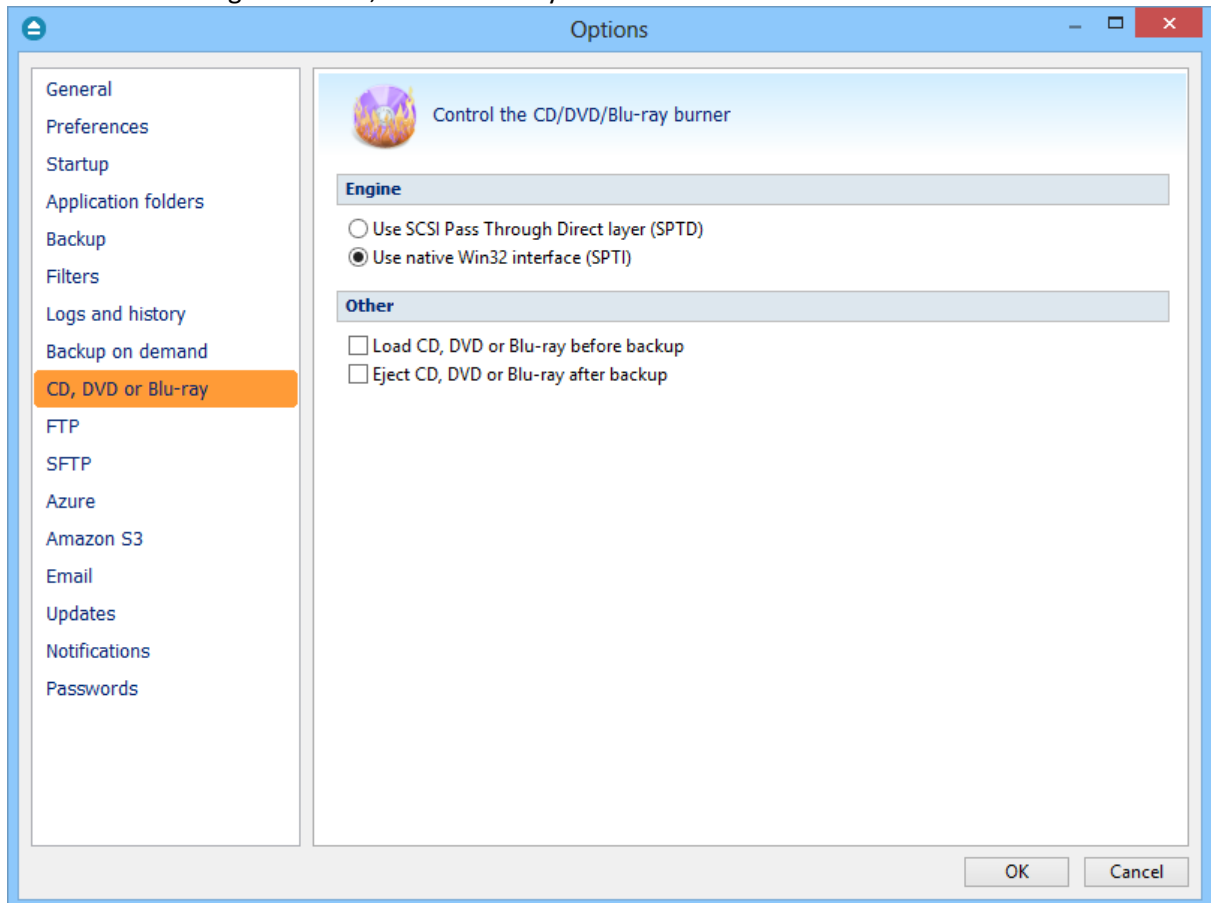 Options
General
Preferences
Startup
Application folders
Backup
Filters
Logs and history
Backup on demand
CD, DVD or Blu-ray
FTP
SFTP
Azure
Amazon S3
Email
Updates
Notifications
Passwords
Control the CD/DVD/Blu-ray burner
Engine
Use SCSI Pass Through Direct layer (SPTD)
Use native Win32 interface (SPTI)
Other
Load CD, DVD or Blu-ray before backup
Eject CD, DVD or Blu-ray after backup
OK
Cancel